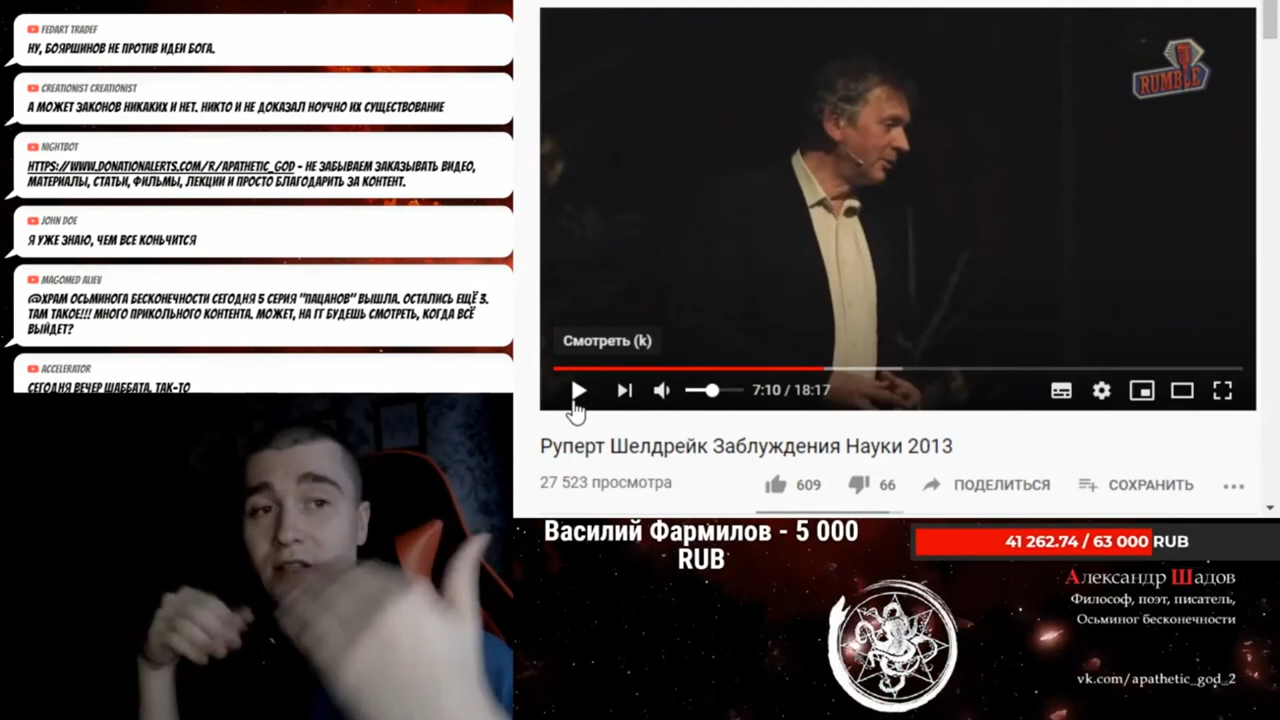 FEDART TRADEF
НУ, БОЯРШИНОВ НЕ ПРОТИВ ИДЕИ БОГА.
CREATIONIST CREATIONIST
А МОЖЕТ ЗАКОНОВ НИКАКИХ И НЕТ. НИКТО И НЕ ДОКАЗАЛ НОУЧНО ИХ СУЩЕСТВОВАНИЕ
NIGHTBOT
HTTPS://WWW.DONATIONALERTS.COM/R/APATHETIC_GOD - НЕ ЗАБЫВАЕМ ЗАКАЗЫВАТЬ ВИДЕО,
МАТЕРИАЛЫ, СТАТЬИ, ФИЛЬМЫ, ЛЕКЦИИ И ПРОСТО БЛАГОДАРИТЬ ЗА КОНТЕНТ.
JOHN DOE
Я УЖЕ ЗНАЮ, ЧЕМ ВСЕ КОНЬЧИТСЯ
MAGOMED ALIEV
@ХРАМ ОСЬМИНОГА БЕСКОНЕЧНОСТИ СЕГОДНЯ 5 СЕРИЯ "ПАЦАНОВ" ВЫШЛА. ОСТАЛИСЬ ЕЩЁ 3.
ТАМ ТАКОЕ!!! МНОГО ПРИКОЛЬНОГО КОНТЕНТА. МОЖЕТ, НА ГГ БУДЕШЬ СМОТРЕТЬ, КОГДА ВСЁ
ВЫЙДЕТ?
ACCELERATOR
СЕГОДНЯ ВЕЧЕР ШАББАТА, ТАК-ТО
RUMBLE
Смотреть (k)
7:10 / 18:17
Руперт Шелдрейк Заблуждения Науки 2013
27 523 просмотра
609
66
ПОДЕЛИТЬСЯ
СОХРАНИТЬ
Василий Фармилов - 5 000
RUB
41 262.74 / 63 000 RUB
Александр Шадов
Философ, поэт, писатель,
Осьминог бесконечности
vk.com/apathetic_god_2